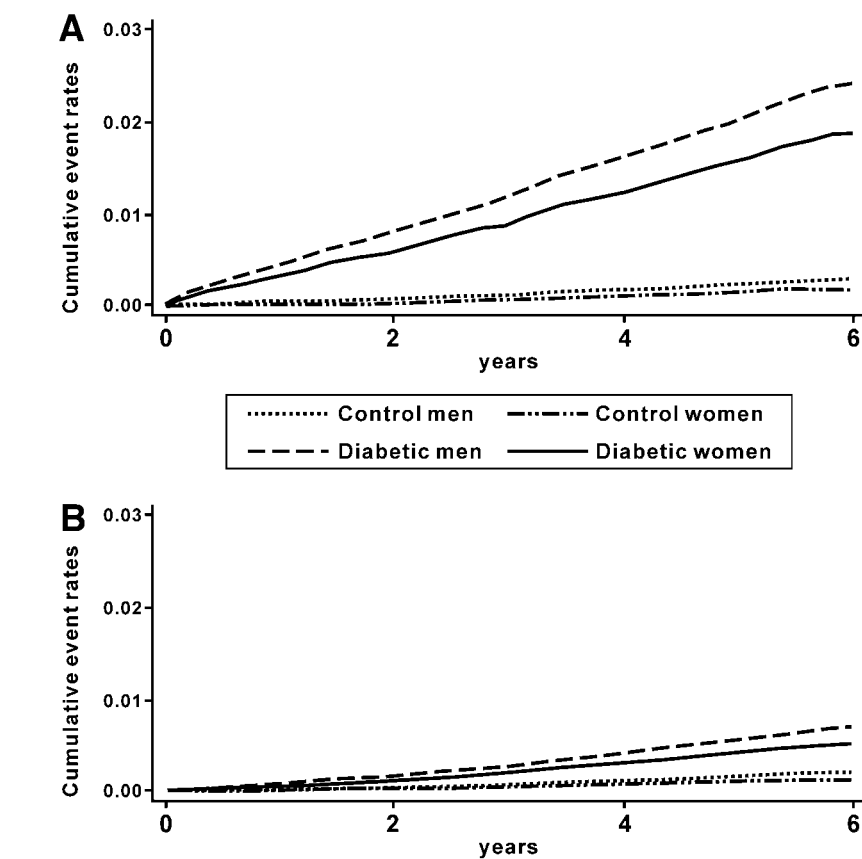 A
0.03
0.02
0.01
0.00
Cumulative event rates
0 2 4 6
years
Control men Control women
Diabetic men Diabetic women
B
0.03
0.02
0.01
0.00
Cumulative event rates
0 2 4 6
years